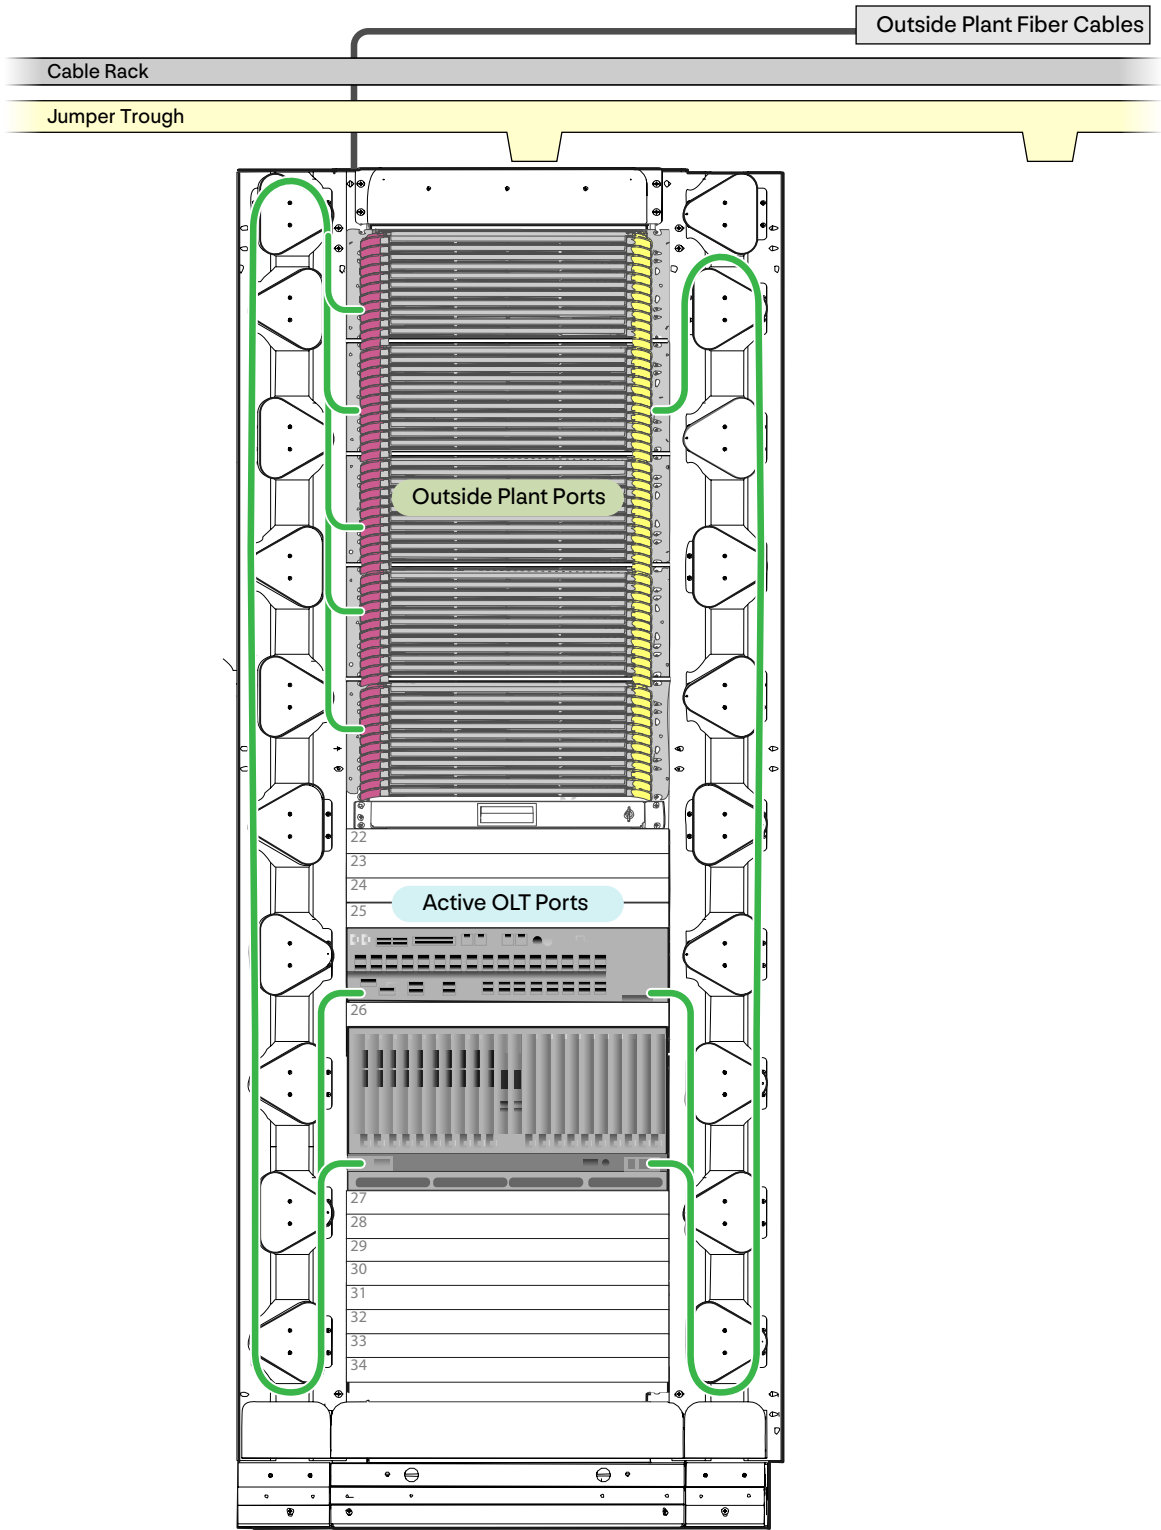 Outside Plant Fiber Cables
Cable Rack
Jumper Trough
Outside Plant Ports
22
23
24
Active OLT Ports
25
26
27
28
29
30
31
32
33
34